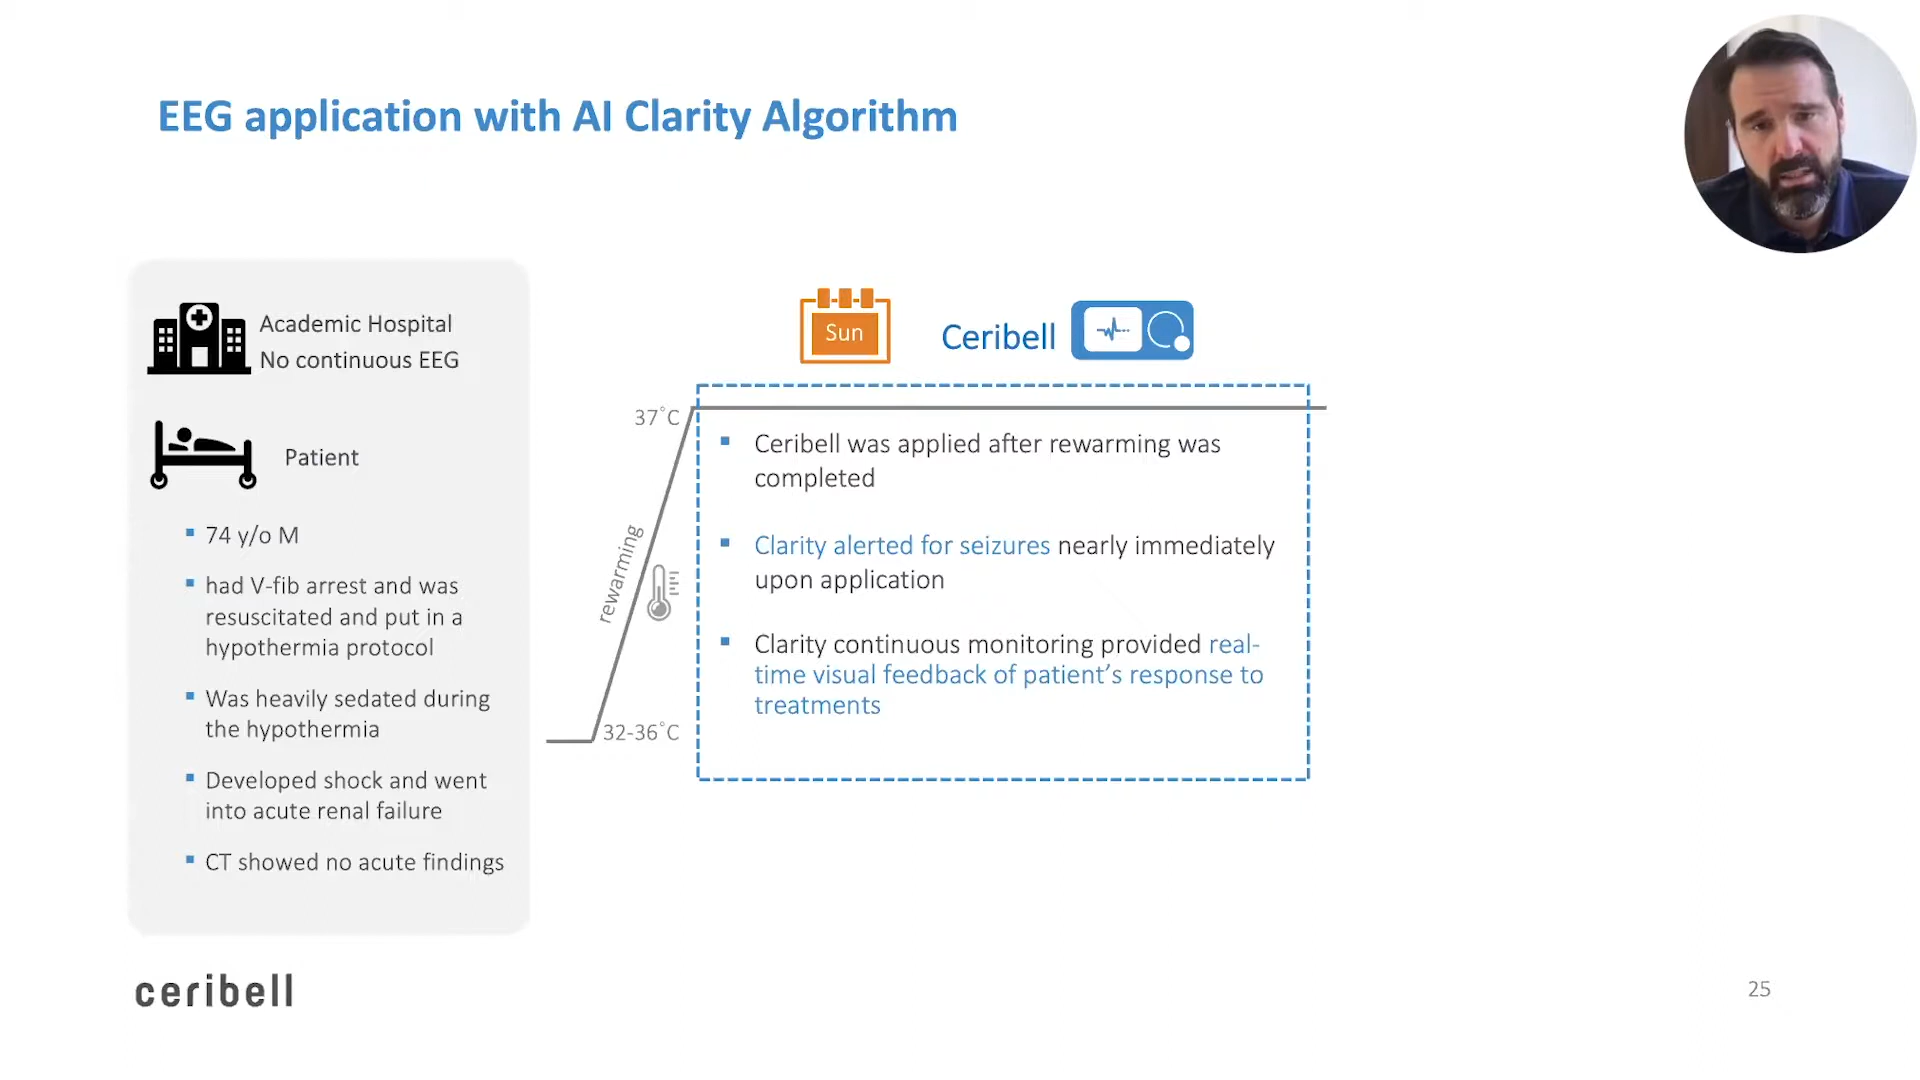 EEG application with AI Clarity Algorithm
Academic Hospital
No continuous EEG
Patient
74 y/o M
had V-fib arrest and was
resuscitated and put in a
hypothermia protocol
Was heavily sedated during
the hypothermia
Developed shock and went
into acute renal failure
CT showed no acute findings
Sun
Ceribell
37°C
rewarming
32-36°C
Ceribell was applied after rewarming was
completed
Clarity alerted for seizures nearly immediately
upon application
Clarity continuous monitoring provided real-
time visual feedback of patient’s response to
treatments
ceribell
25